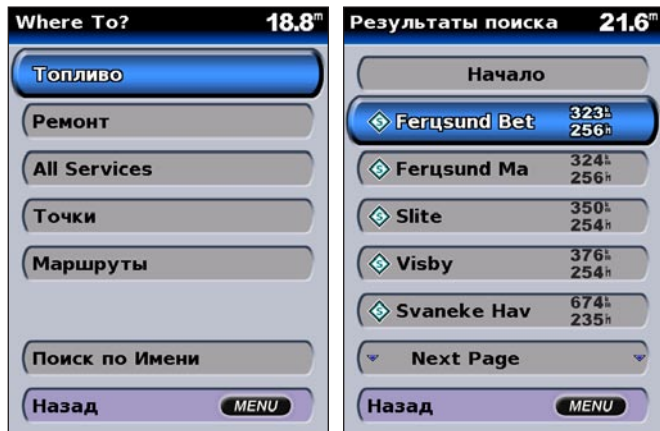 Where To? 18.8m
Топливо
Ремонт
All Services
Точки
Маршруты
Поиск по Имени
Назад MENU
Результаты поиска 21.6m
Начало
Ferцsund Bet 323
256
Ferцsund Ma 324
256
Slite 350
254
Visby 376
254
Svaneke Hav 674
235
Next Page
Назад MENU